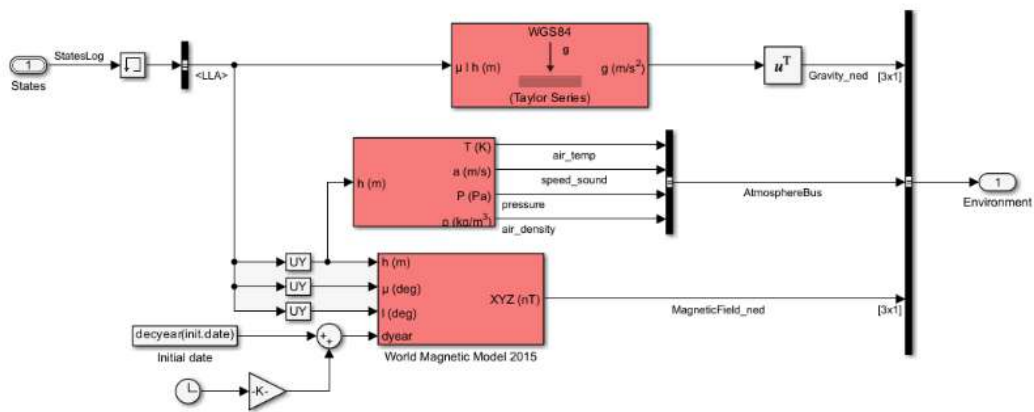 WGS84
g
1
StatesLog
<LLA>
States
μ l h (m)
g (m/s²)
(Taylor Series)
uᵀ
Gravity_ned
[3x1]
T (K)
air_temp
a (m/s)
speed_sound
h (m)
P (Pa)
pressure
ρ (kg/m³)
air_density
AtmosphereBus
1
Environment
UY
h (m)
UY
μ (deg)
UY
l (deg)
XYZ (nT)
MagneticField_ned
[3x1]
decyear(init.date)
Initial date
++
dyear
World Magnetic Model 2015
-K-